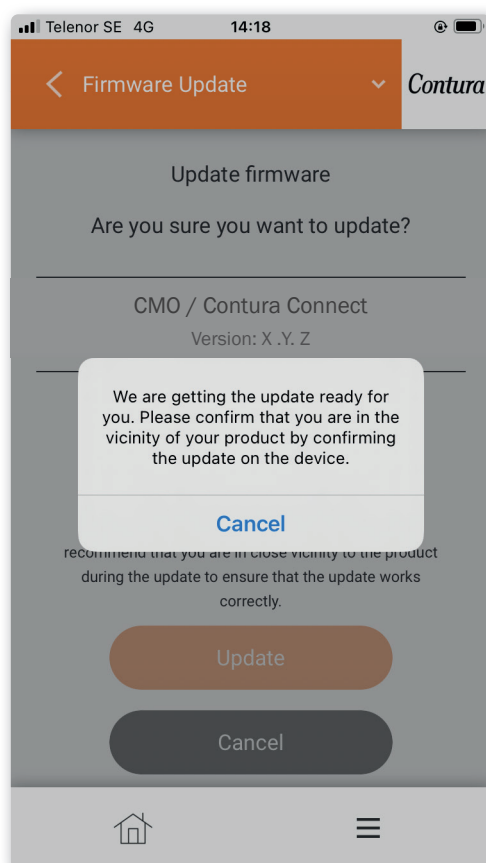 Telenor SE 4G 14:18
Firmware Update
Contura
Update firmware
Are you sure you want to update?
CMO / Contura Connect
Version: X .Y. Z
We are getting the update ready for
you. Please confirm that you are in the
vicinity of your product by confirming
the update on the device.
Cancel
recommend that you are in close vicinity to the product
during the update to ensure that the update works
correctly.
Update
Cancel